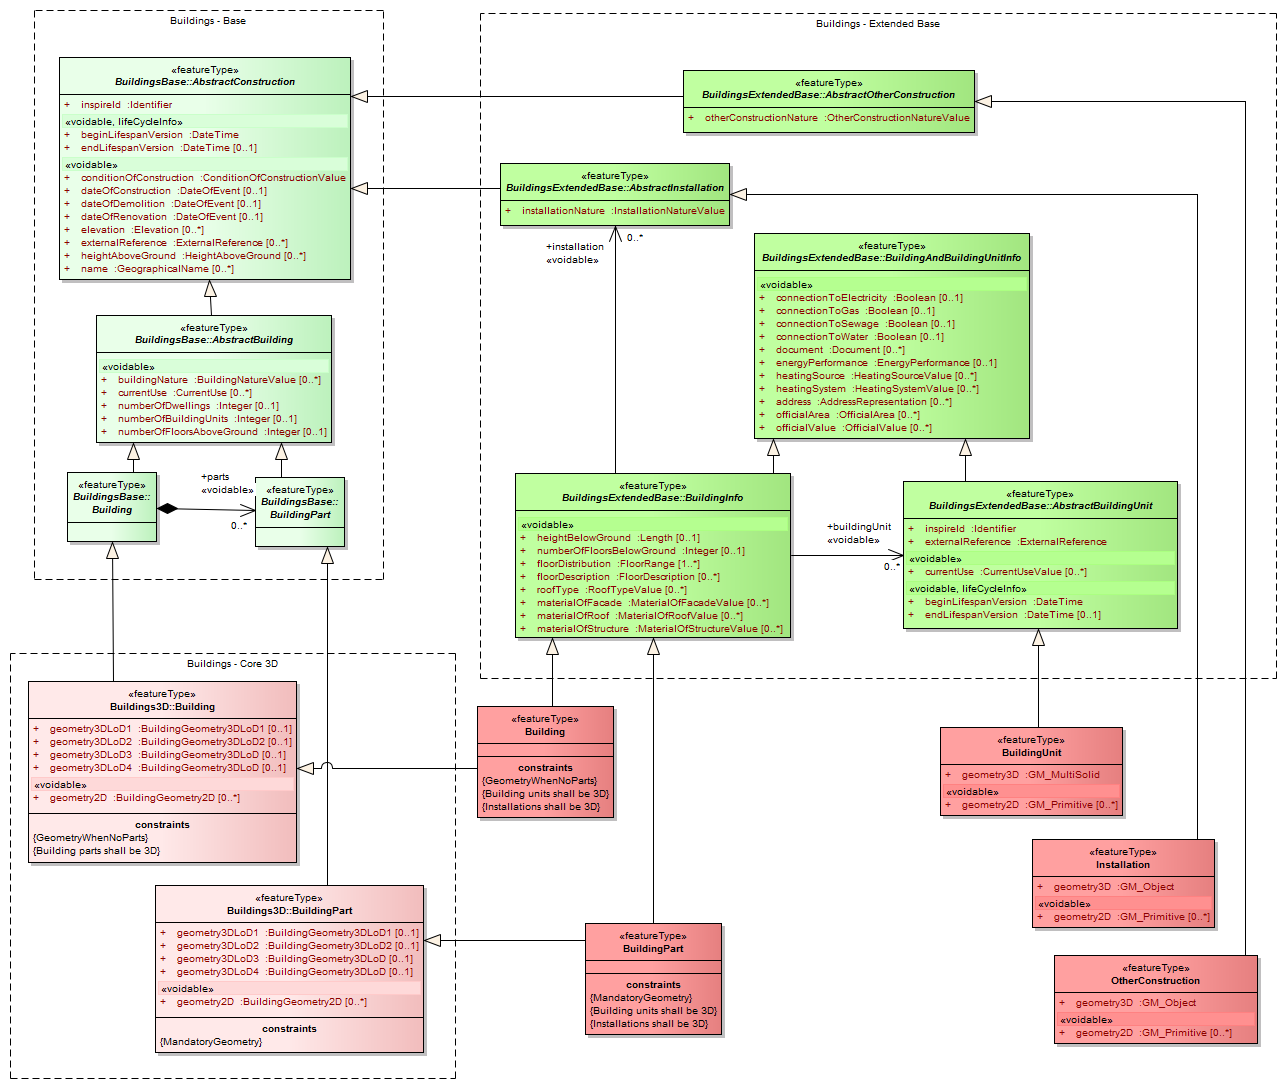 Buildings - Base
«featureType»
BuildingsBase::AbstractConstruction
+ inspireId :Identifier
«voidable, lifeCycleInfo»
+ beginLifespanVersion :DateTime
+ endLifespanVersion :DateTime [0..1]
«voidable»
+ conditionOfConstruction :ConditionOfConstructionValue
+ dateOfConstruction :DateOfEvent [0..1]
+ dateOfDemolition :DateOfEvent [0..1]
+ dateOfRenovation :DateOfEvent [0..1]
+ elevation :Elevation [0..*]
+ externalReference :ExternalReference [0..*]
+ heightAboveGround :HeightAboveGround [0..*]
+ name :GeographicalName [0..*]
«featureType»
BuildingsBase::AbstractBuilding
«voidable»
+ buildingNature :BuildingNatureValue [0..*]
+ currentUse :CurrentUse [0..*]
+ numberOfDwellings :Integer [0..1]
+ numberOfBuildingUnits :Integer [0..1]
+ numberOfFloorsAboveGround :Integer [0..1]
«featureType»
BuildingsBase::
Building
+parts
«voidable»
0..*
«featureType»
BuildingsBase::
BuildingPart
Buildings - Extended Base
«featureType»
BuildingsExtendedBase::AbstractOtherConstruction
+ otherConstructionNature :OtherConstructionNatureValue
«featureType»
BuildingsExtendedBase::AbstractInstallation
+ installationNature :InstallationNatureValue
+installation
«voidable»
0..*
«featureType»
BuildingsExtendedBase::BuildingAndBuildingUnitInfo
«voidable»
+ connectionToElectricity :Boolean [0..1]
+ connectionToGas :Boolean [0..1]
+ connectionToSewage :Boolean [0..1]
+ connectionToWater :Boolean [0..1]
+ document :Document [0..*]
+ energyPerformance :EnergyPerformance [0..1]
+ heatingSource :HeatingSourceValue [0..*]
+ heatingSystem :HeatingSystemValue [0..*]
+ address :AddressRepresentation [0..*]
+ officialArea :OfficialArea [0..*]
+ officialValue :OfficialValue [0..*]
«featureType»
BuildingsExtendedBase::BuildingInfo
«voidable»
+ heightBelowGround :Length [0..1]
+ numberOfFloorsBelowGround :Integer [0..1]
+ floorDistribution :FloorRange [1..*]
+ floorDescription :FloorDescription [0..*]
+ roofType :RoofTypeValue [0..*]
+ materialOfFacade :MaterialOfFacadeValue [0..*]
+ materialOfRoof :MaterialOfRoofValue [0..*]
+ materialOfStructure :MaterialOfStructureValue [0..*]
+buildingUnit
«voidable»
0..*
«featureType»
BuildingsExtendedBase::AbstractBuildingUnit
+ inspireId :Identifier
+ externalReference :ExternalReference
«voidable»
+ currentUse :CurrentUseValue [0..*]
«voidable, lifeCycleInfo»
+ beginLifespanVersion :DateTime
+ endLifespanVersion :DateTime [0..1]
Buildings - Core 3D
«featureType»
Buildings3D::Building
+ geometry3DLoD1 :BuildingGeometry3DLoD1 [0..1]
+ geometry3DLoD2 :BuildingGeometry3DLoD2 [0..1]
+ geometry3DLoD3 :BuildingGeometry3DLoD [0..1]
+ geometry3DLoD4 :BuildingGeometry3DLoD [0..1]
«voidable»
+ geometry2D :BuildingGeometry2D [0..*]
constraints
{GeometryWhenNoParts}
{Building parts shall be 3D}
«featureType»
Buildings3D::BuildingPart
+ geometry3DLoD1 :BuildingGeometry3DLoD1 [0..1]
+ geometry3DLoD2 :BuildingGeometry3DLoD2 [0..1]
+ geometry3DLoD3 :BuildingGeometry3DLoD [0..1]
+ geometry3DLoD4 :BuildingGeometry3DLoD [0..1]
«voidable»
+ geometry2D :BuildingGeometry2D [0..*]
constraints
{MandatoryGeometry}
«featureType»
Building
constraints
{GeometryWhenNoParts}
{Building units shall be 3D}
{Installations shall be 3D}
«featureType»
BuildingPart
constraints
{MandatoryGeometry}
{Building units shall be 3D}
{Installations shall be 3D}
«featureType»
BuildingUnit
+ geometry3D :GM_MultiSolid
«voidable»
+ geometry2D :GM_Primitive [0..*]
«featureType»
Installation
+ geometry3D :GM_Object
«voidable»
+ geometry2D :GM_Primitive [0..*]
«featureType»
OtherConstruction
+ geometry3D :GM_Object
«voidable»
+ geometry2D :GM_Primitive [0..*]